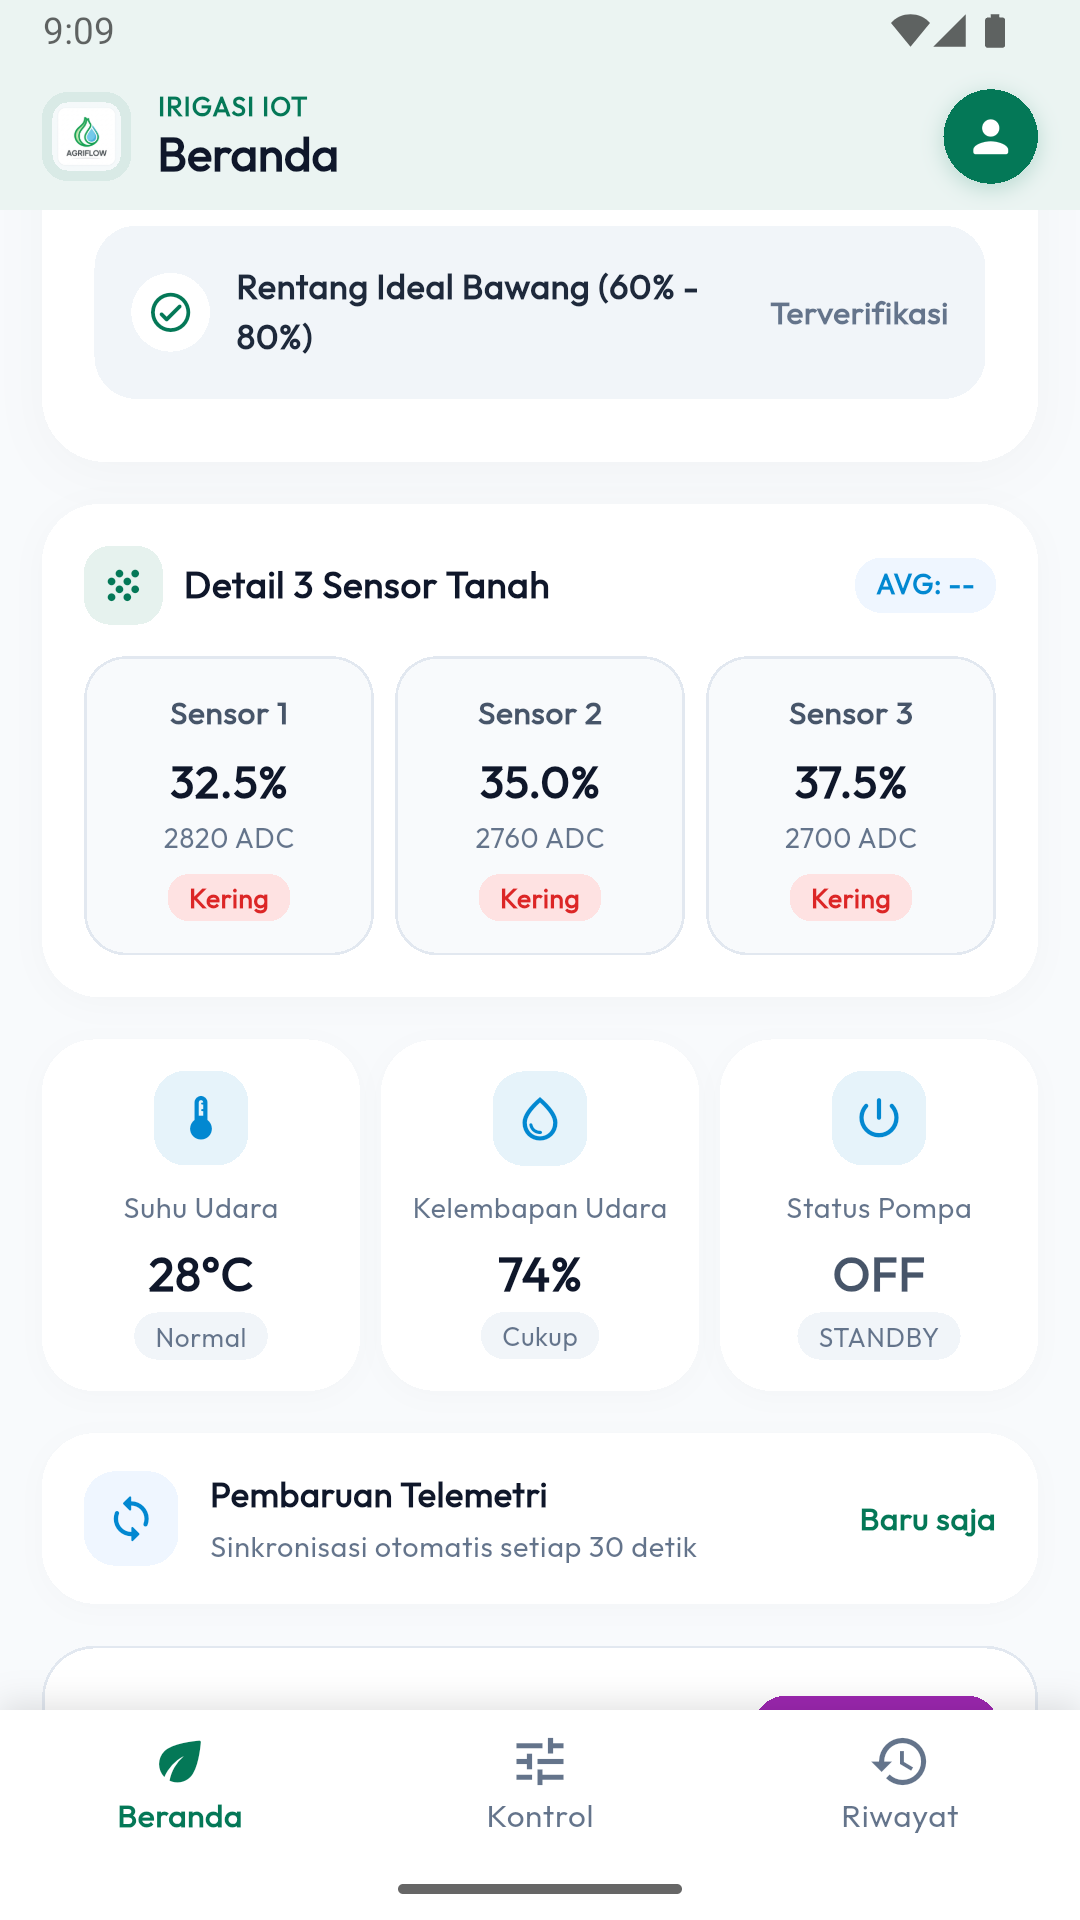 9:09
AGRIFLOW
IRIGASI IOT
Beranda
Rentang Ideal Bawang (60% -
80%)
Terverifikasi
Detail 3 Sensor Tanah
AVG: --
Sensor 1
32.5%
2820 ADC
Kering
Sensor 2
35.0%
2760 ADC
Kering
Sensor 3
37.5%
2700 ADC
Kering
Suhu Udara
28°C
Normal
Kelembapan Udara
74%
Cukup
Status Pompa
OFF
STANDBY
Pembaruan Telemetri
Sinkronisasi otomatis setiap 30 detik
Baru saja
Beranda
Kontrol
Riwayat